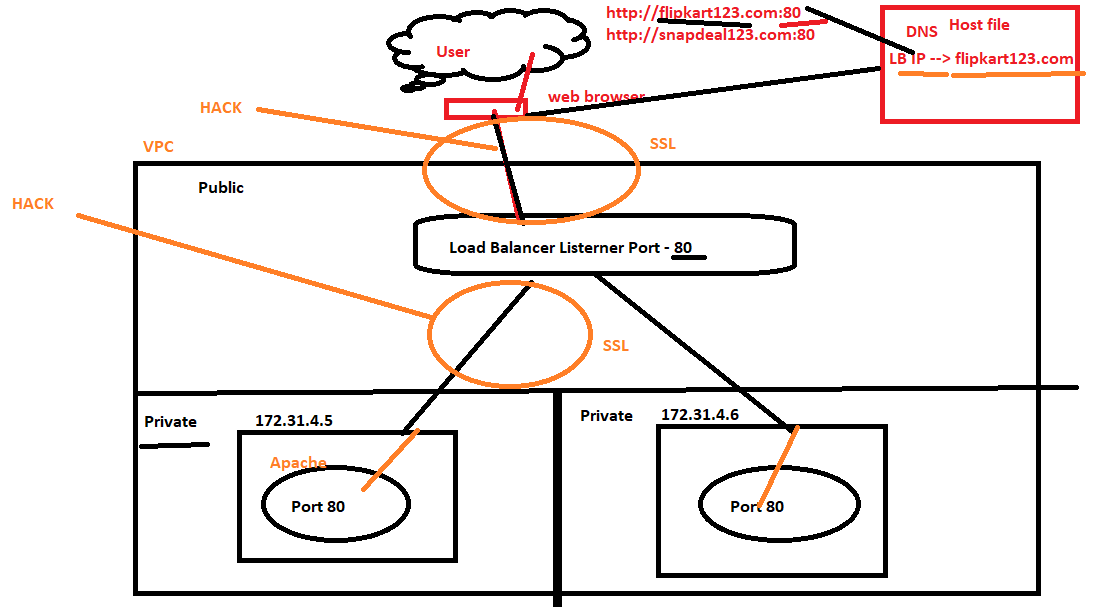 http://flipkart123.com:80
http://snapdeal123.com:80
DNS
Host file
LB IP --> flipkart123.com
User
web browser
HACK
SSL
VPC
Public
HACK
Load Balancer Listerner Port - 80
SSL
Private
172.31.4.5
Apache
Port 80
Private
172.31.4.6
Port 80